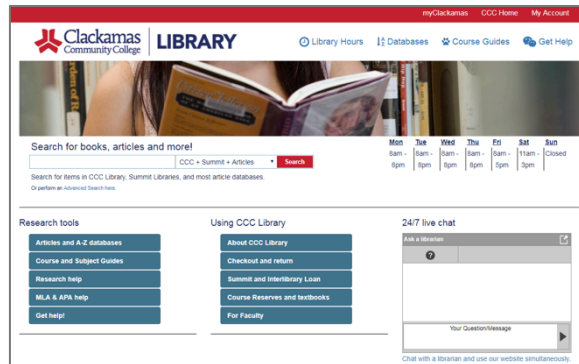 myClackamas CCC Home My Account
Clackamas
Community College
LIBRARY
Library Hours Databases Course Guides Get Help
Search for books, articles and more!
CCC + Summit + Articles Search
Search for items in CCC Library, Summit Libraries, and most article databases.
Or perform an Advanced Search here.
Mon Tue Wed Thu Fri Sat Sun
8am - 8am - 8am - 8am - 8am - 11am - Closed
8pm 8pm 8pm 8pm 5pm 3pm
Research tools
Articles and A-Z databases
Course and Subject Guides
Research help
MLA & APA help
Get help!
Using CCC Library
About CCC Library
Checkout and return
Summit and Interlibrary Loan
Course Reserves and textbooks
For Faculty
24/7 live chat
Ask a librarian
?
Your Question/Message
Chat with a librarian and use our website simultaneously.